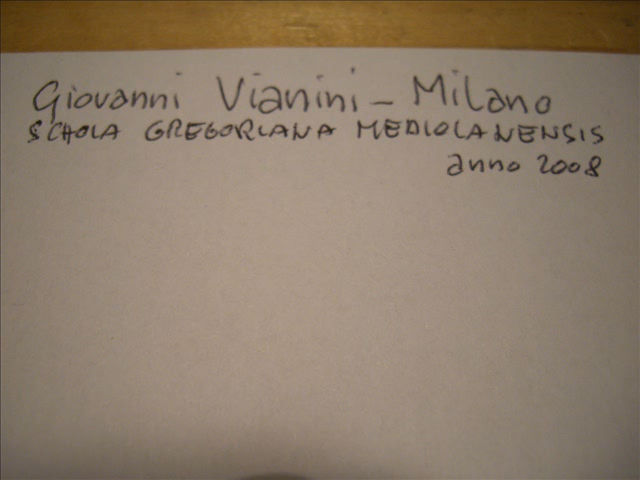 Giovanni Vianini - Milano
SCHOLA GREGORIANA MEDIOLANENSIS
anno 2008